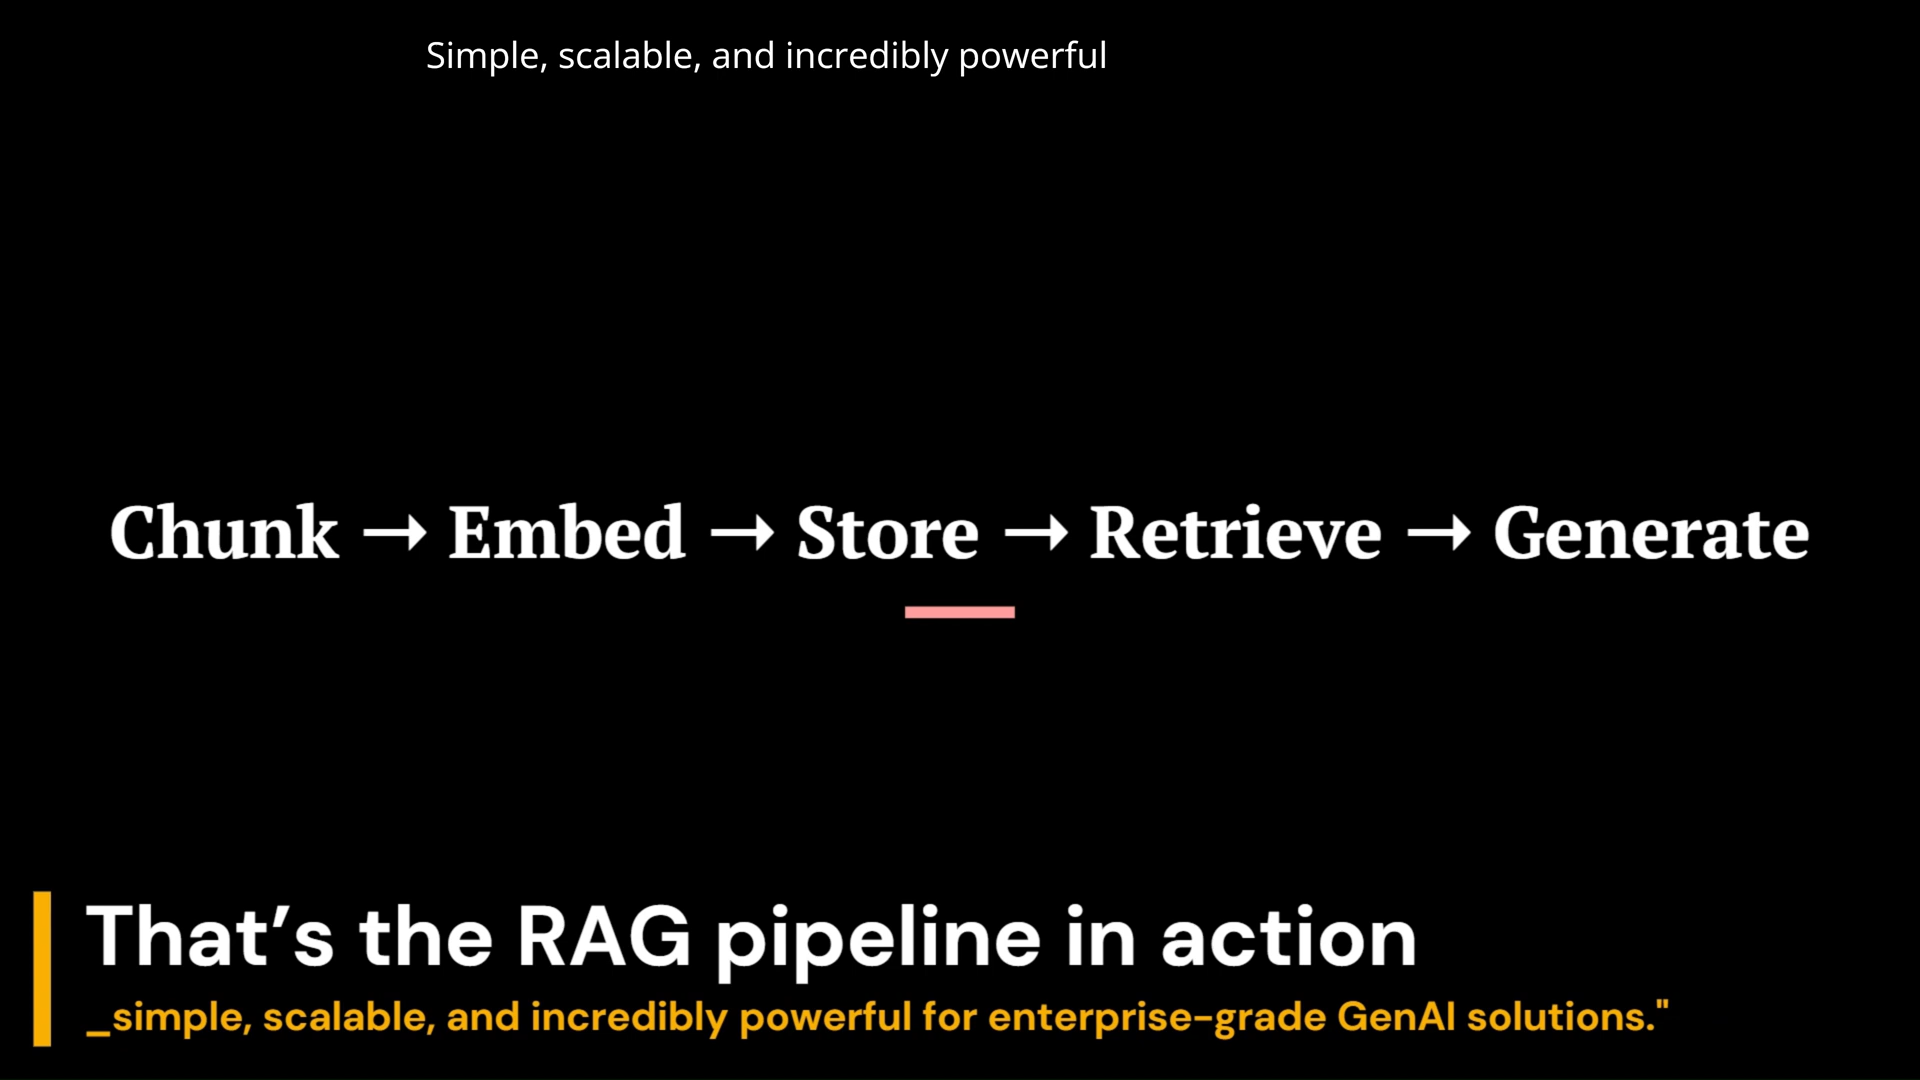 Simple, scalable, and incredibly powerful
Chunk → Embed → Store → Retrieve → Generate
That’s the RAG pipeline in action
_simple, scalable, and incredibly powerful for enterprise-grade GenAI solutions."